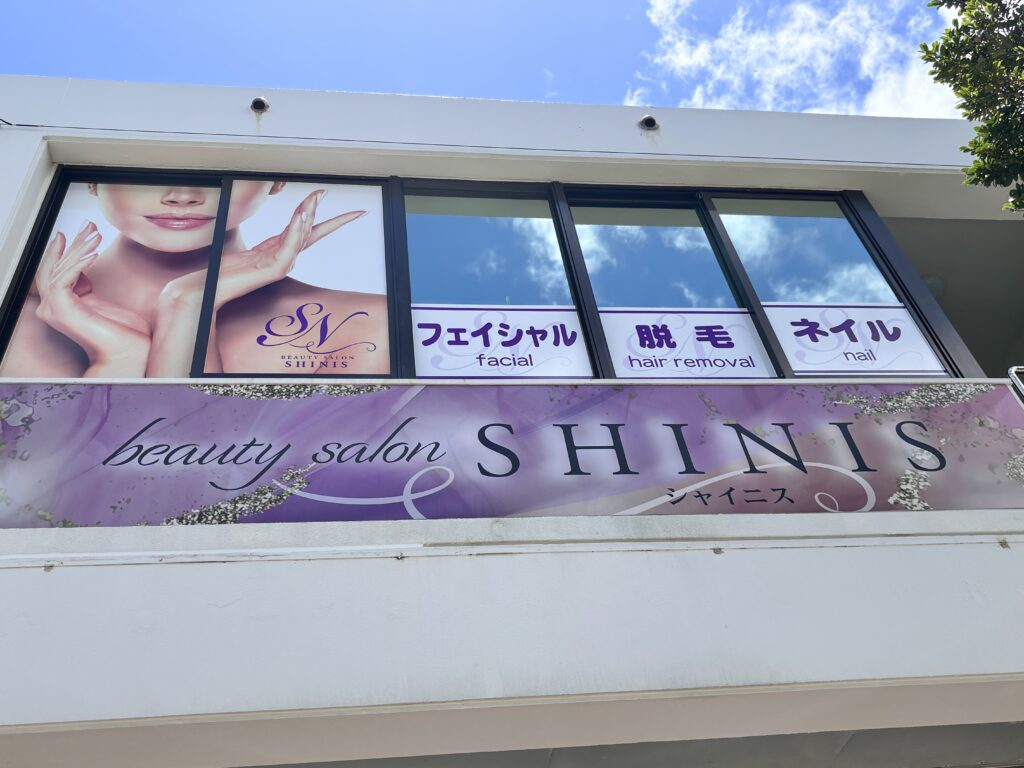 SN
BEAUTY SALON
SHINIS
フェイシャル
facial
脱毛
hair removal
ネイル
nail
beauty salon SHINIS
シャイニス